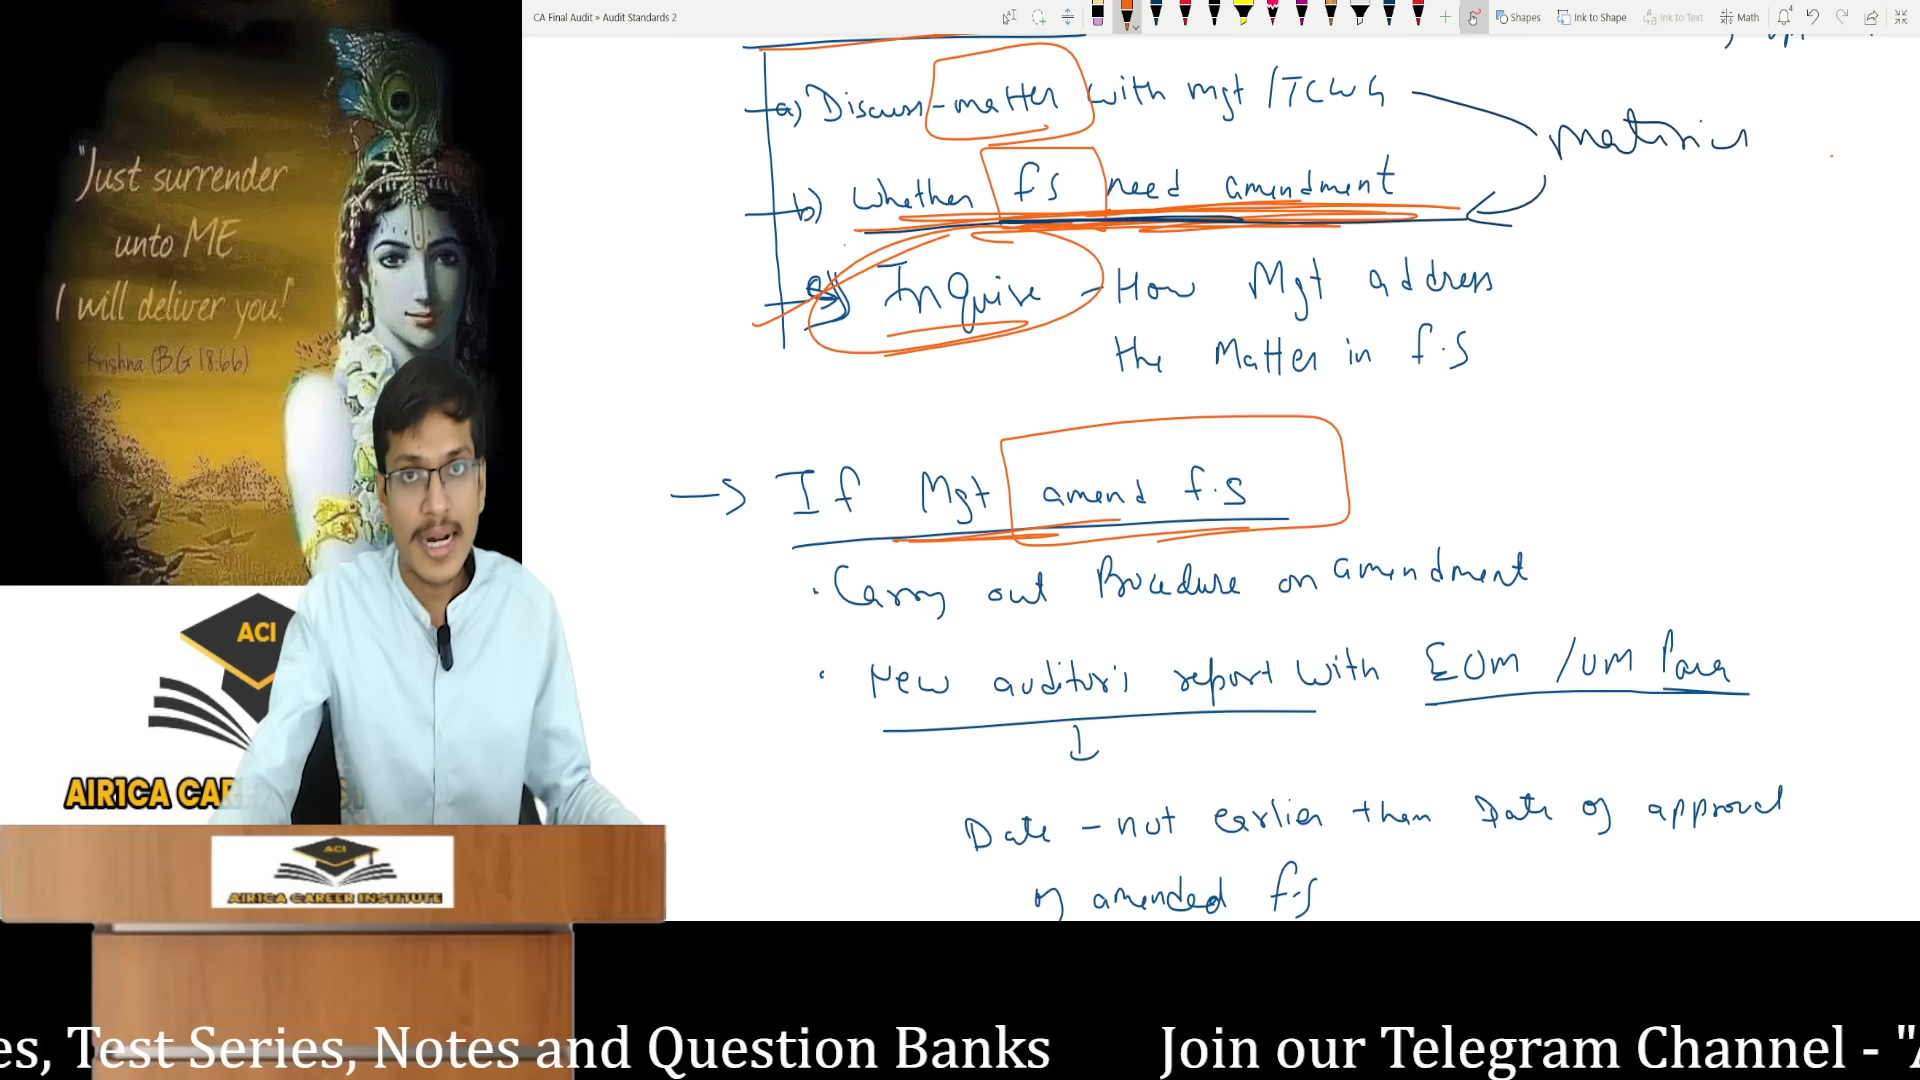 CA Final Audit » Audit Standards 2
Shapes
Ink to Shape
Ink to Text
Math
"Just surrender
unto ME
I will deliver you!"
Krishna (B.G 18:66)
a) Discuss - matter with mgt / TCWG
b) Whether FS need amendment
Inquire - How Mgt address
the Matter in F.S
→ If Mgt amend F.S
• Carry out Procedure on amendment
• New auditor's report with EOM / OM Para
↓
Date - not earlier than Date of approval
of amended F.S
ACI
AIR1CA CAR
ACI
AIR1CA CAREER INSTITUTE
es, Test Series, Notes and Question Banks Join our Telegram Channel - "A